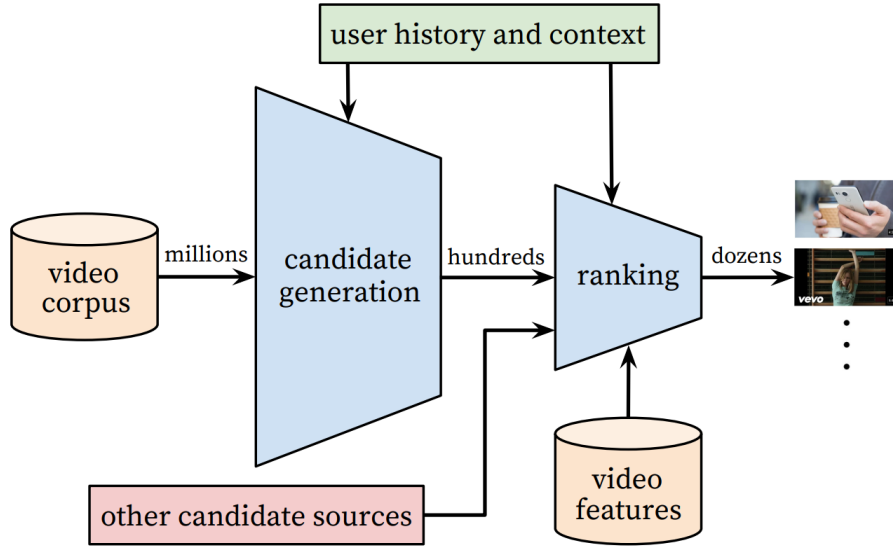 user history and context
millions
video
corpus
candidate
generation
hundreds
ranking
dozens
vevo
other candidate sources
video
features